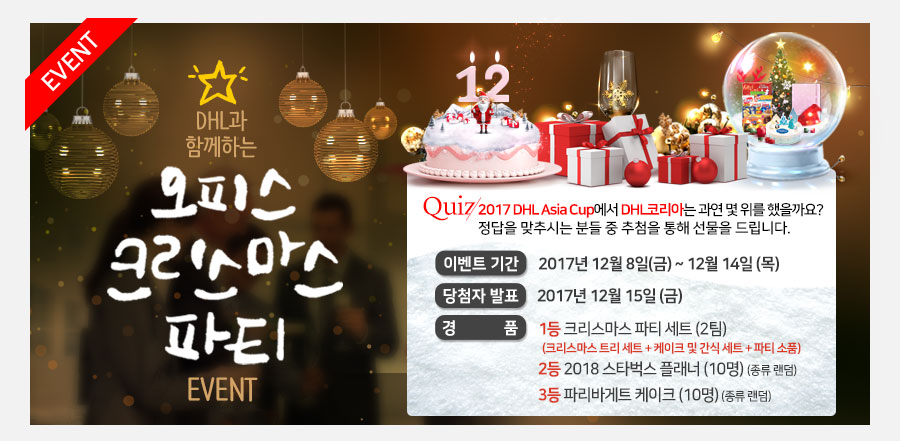 EVENT
DHL과
함께하는
오피스
크리스마스
파티
EVENT
12
Quiz/2017 DHL Asia Cup에서 DHL코리아는 과연 몇 위를 했을까요?
정답을 맞추시는 분들 중 추첨을 통해 선물을 드립니다.
이벤트 기간 2017년 12월 8일(금) ~ 12월 14일 (목)
당첨자 발표 2017년 12월 15일 (금)
경 품 1등 크리스마스 파티 세트 (2팀)
(크리스마스 트리 세트 + 케이크 및 간식 세트 + 파티 소품)
2등 2018 스타벅스 플래너 (10명) (종류 랜덤)
3등 파리바게트 케이크 (10명) (종류 랜덤)